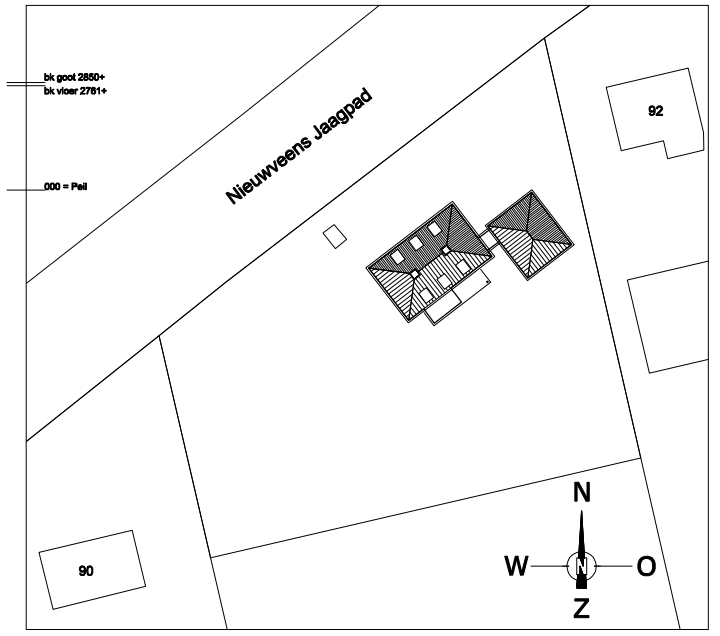 bk goot 2850+
bk vloer 2761+
000 = Peil
Nieuwveens Jaagpad
92
90
N
W N O
Z